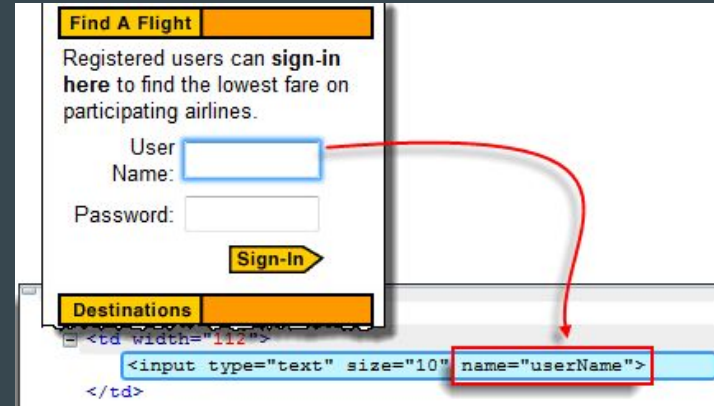 Find A Flight
Registered users can sign-in
here to find the lowest fare on
participating airlines.
User
Name:
Password:
Sign-In
Destinations
<td width="112">
<input type="text" size="10" name="userName">
</td>